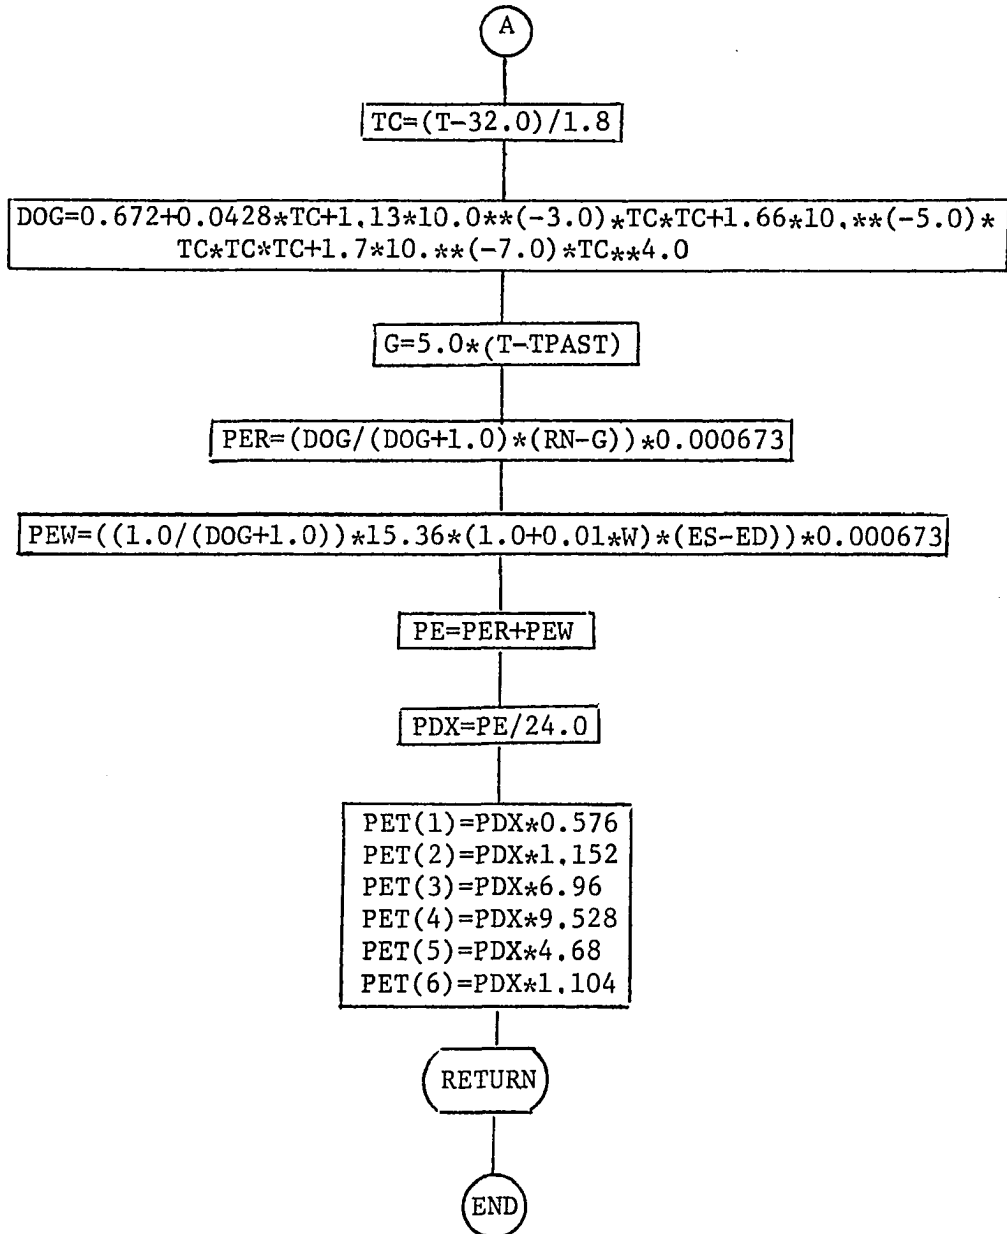 A
TC=(T-32.0)/1.8
DOG=0.672+0.0428*TC+1.13*10.0**(-3.0)*TC*TC+1.66*10.**(-5.0)*
TC*TC*TC+1.7*10.**(-7.0)*TC**4.0
G=5.0*(T-TPAST)
PER=(DOG/(DOG+1.0)*(RN-G))*0.000673
PEW=((1.0/(DOG+1.0))*15.36*(1.0+0.01*W)*(ES-ED))*0.000673
PE=PER+PEW
PDX=PE/24.0
PET(1)=PDX*0.576
PET(2)=PDX*1.152
PET(3)=PDX*6.96
PET(4)=PDX*9.528
PET(5)=PDX*4.68
PET(6)=PDX*1.104
RETURN
END